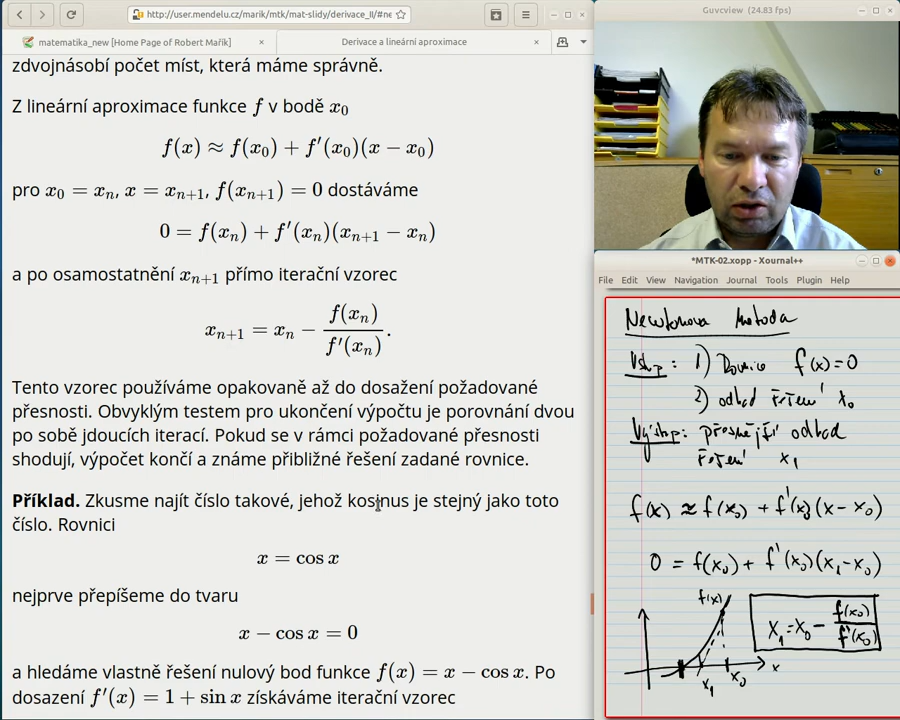 http://user.mendelu.cz/marik/mtk/mat-slidy/derivace_II/#ne
matematika_new [Home Page of Robert Mařík]
Derivace a lineární aproximace
zdvojnásobí počet míst, která máme správně.
Z lineární aproximace funkce f v bodě x₀
f(x) ≈ f(x₀) + f′(x₀)(x − x₀)
pro x₀ = xₙ, x = xₙ₊₁, f(xₙ₊₁) = 0 dostáváme
0 = f(xₙ) + f′(xₙ)(xₙ₊₁ − xₙ)
a po osamostatnění xₙ₊₁ přímo iterační vzorec
xₙ₊₁ = xₙ − f(xₙ)/f′(xₙ).
Tento vzorec používáme opakovaně až do dosažení požadované
přesnosti. Obvyklým testem pro ukončení výpočtu je porovnání dvou
po sobě jdoucích iterací. Pokud se v rámci požadované přesnosti
shodují, výpočet končí a známe přibližné řešení zadané rovnice.
Příklad. Zkusme najít číslo takové, jehož kosinus je stejný jako toto
číslo. Rovnici
x = cos x
nejprve přepíšeme do tvaru
x − cos x = 0
a hledáme vlastně řešení nulový bod funkce f(x) = x − cos x. Po
dosazení f′(x) = 1 + sin x získáváme iterační vzorec
Guvcview (24.83 fps)
*MTK-02.xopp - Xournal++
File Edit View Navigation Journal Tools Plugin Help
Newtonova metoda
Vstup: 1) Rovnice f(x)=0
2) odhad řešení x₀
Výstup: přesnější odhad
řešení x₁
f(x) ≈ f(x₀) + f'(x₀)(x − x₀)
0 = f(x₀) + f'(x₀)(x₁−x₀)
f(x)
x₁ = x₀ − f(x₀)/f'(x₀)
x₁ x₀ x